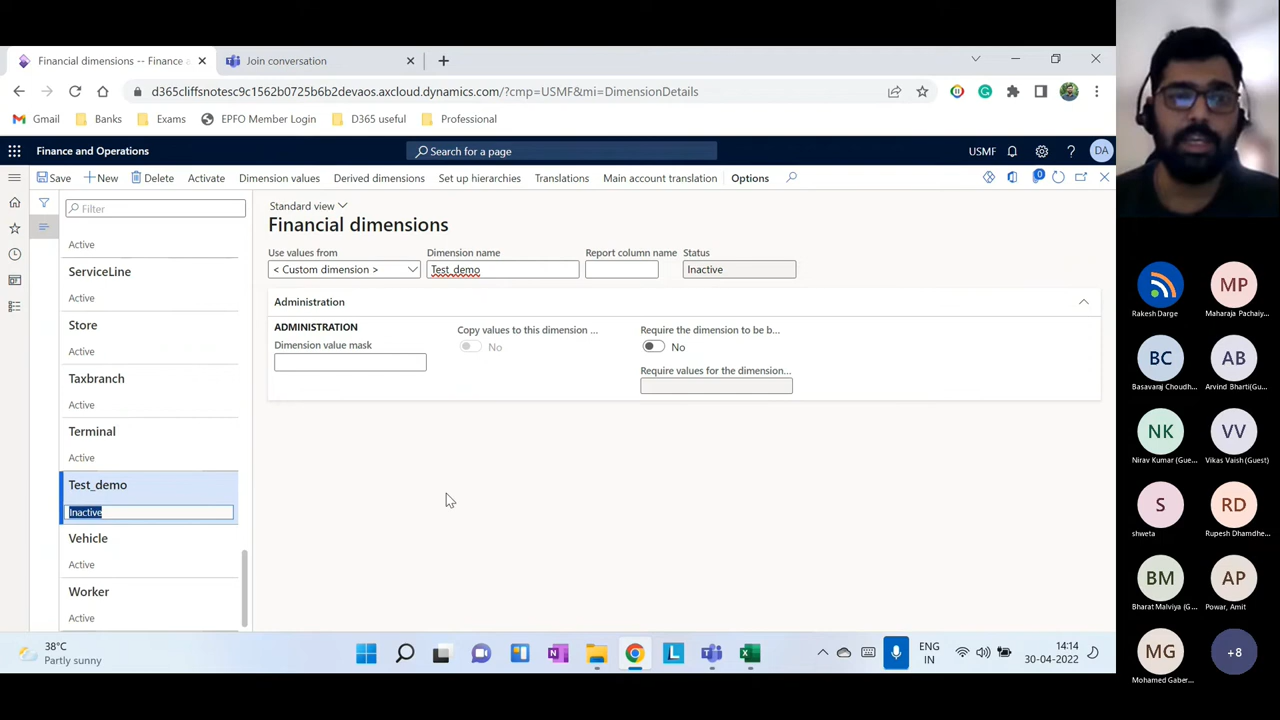 Financial dimensions -- Finance a
Join conversation
d365cliffsnotesc9c1562b0725b6b2devaos.axcloud.dynamics.com/?cmp=USMF&mi=DimensionDetails
Gmail
Banks
Exams
EPFO Member Login
D365 useful
Professional
Finance and Operations
Search for a page
USMF
DA
Save
New
Delete
Activate
Dimension values
Derived dimensions
Set up hierarchies
Translations
Main account translation
Options
0
Filter
Active
ServiceLine
Active
Store
Active
Taxbranch
Active
Terminal
Active
Test_demo
Inactive
Vehicle
Active
Worker
Active
Standard view
Financial dimensions
Use values from
Dimension name
Report column name
Status
< Custom dimension >
Test_demo
Inactive
Administration
ADMINISTRATION
Dimension value mask
Copy values to this dimension ...
No
Require the dimension to be b...
No
Require values for the dimension...
Rakesh Darge
MP
Maharaja Pachaiy...
BC
Basavaraj Choudh...
AB
Arvind Bharti(Gu...
NK
Nirav Kumar (Gue...
VV
Vikas Vaish (Guest)
S
shweta
RD
Rupesh Dhamdhe...
BM
Bharat Malviya (G...
AP
Powar, Amit
MG
Mohamed Gaber...
+8
38°C
Partly sunny
ENG
IN
14:14
30-04-2022